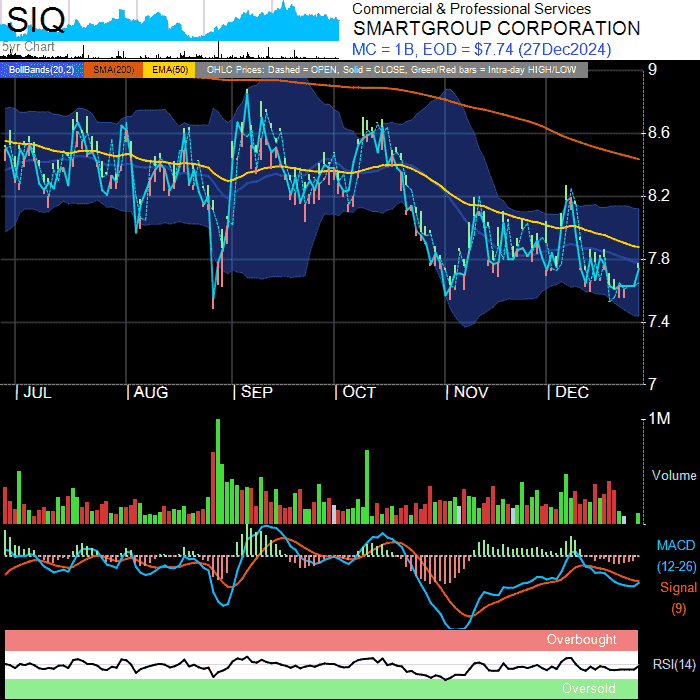 SIQ
5yr Chart
Commercial & Professional Services
SMARTGROUP CORPORATION
MC = 1B, EOD = $7.74 (27Dec2024)
BollBands(20,2) SMA(200) EMA(50) OHLC Prices: Dashed = OPEN, Solid = CLOSE, Green/Red bars = Intra-day HIGH/LOW
9
8.6
8.2
7.8
7.4
7
| JUL | AUG | SEP | OCT | NOV | DEC
1M
Volume
MACD
(12-26)
Signal
(9)
Overbought
RSI(14)
Oversold